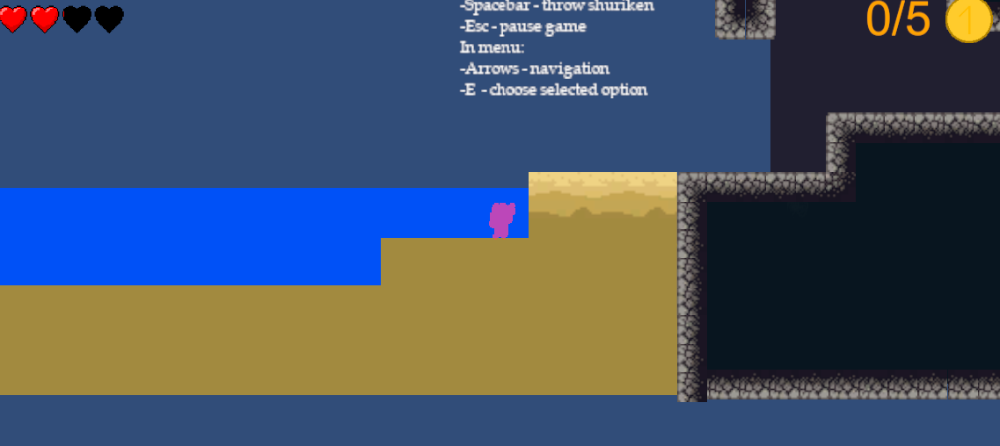 -Spacebar - throw shuriken
-Esc - pause game
In menu:
-Arrows - navigation
-E - choose selected option
0/5
1